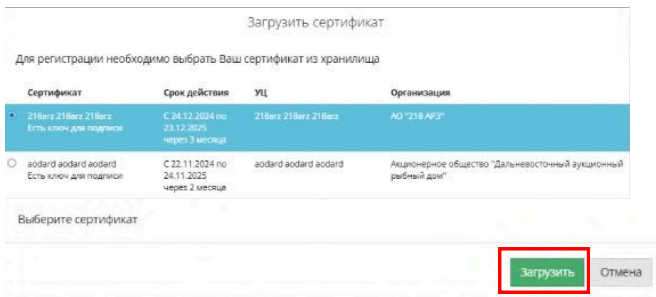 Загрузить сертификат
Для регистрации необходимо выбрать Ваш сертификат из хранилища
Сертификат Срок действия УЦ Организация
218arz 218arz 218arz С 24.12.2024 по 218arz 218arz 218arz АО "218 АРЗ"
Есть ключ для подписи 23.12.2025
через 3 месяца
aodard aodard aodard С 22.11.2024 по aodard aodard aodard Акционерное общество "Дальневосточный аукционный
Есть ключ для подписи 24.11.2025 рыбный дом"
через 2 месяца
Выберите сертификат
Загрузить Отмена